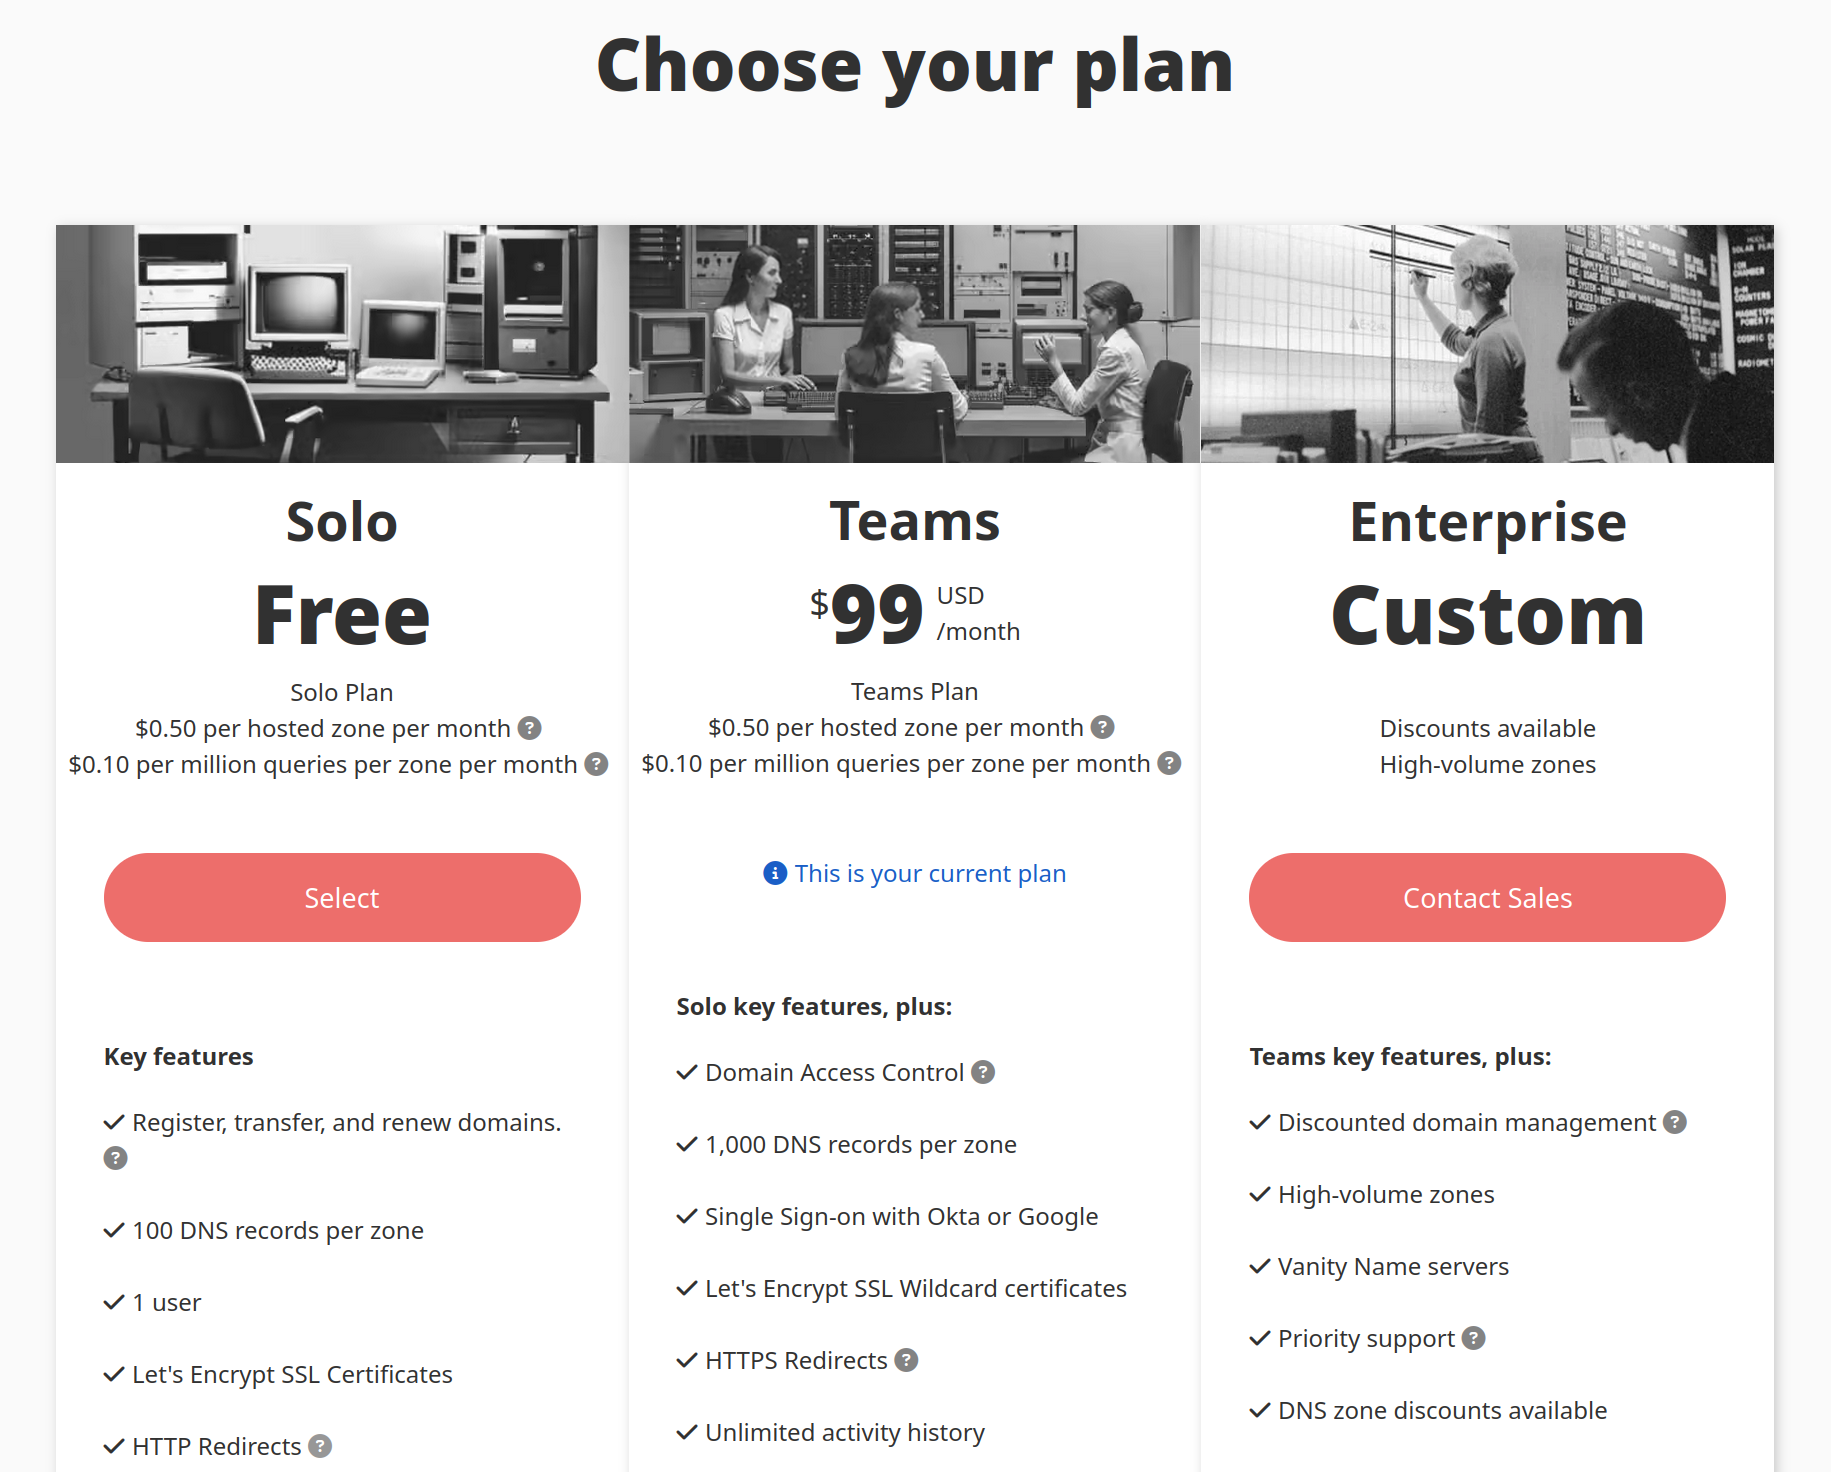 Choose your plan
Solo
Free
Solo Plan
$0.50 per hosted zone per month ?
$0.10 per million queries per zone per month ?
Select
Key features
Register, transfer, and renew domains.
?
100 DNS records per zone
1 user
Let's Encrypt SSL Certificates
HTTP Redirects ?
Teams
$99 USD
/month
Teams Plan
$0.50 per hosted zone per month ?
$0.10 per million queries per zone per month ?
This is your current plan
Solo key features, plus:
Domain Access Control ?
1,000 DNS records per zone
Single Sign-on with Okta or Google
Let's Encrypt SSL Wildcard certificates
HTTPS Redirects ?
Unlimited activity history
Enterprise
Custom
Discounts available
High-volume zones
Contact Sales
Teams key features, plus:
Discounted domain management ?
High-volume zones
Vanity Name servers
Priority support ?
DNS zone discounts available